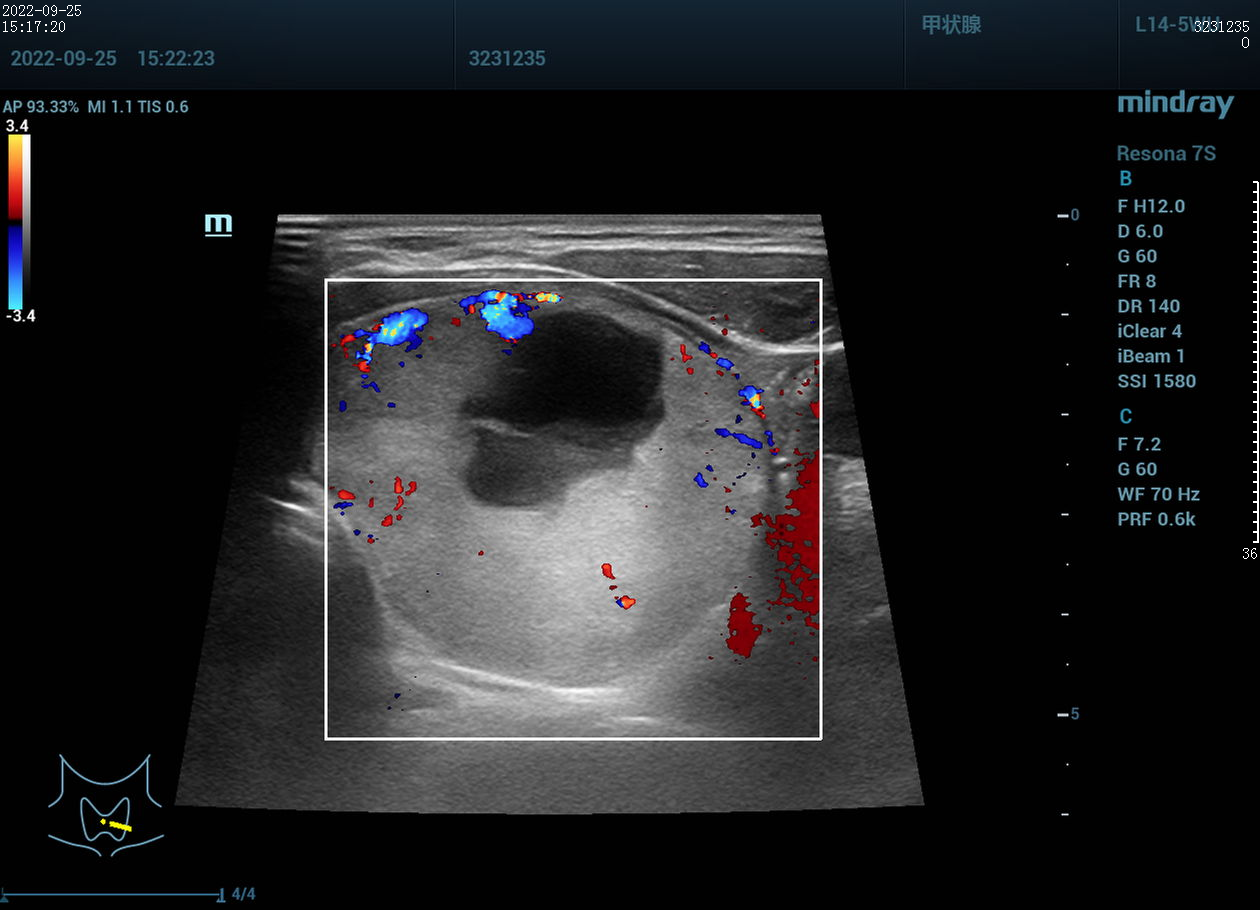 2022-09-25
15:17:20
甲状腺
L14-5WU
3231235
0
2022-09-25 15:22:23
3231235
AP 93.33% MI 1.1 TIS 0.6
mindray
3.4
-3.4
Resona 7S
B
F H12.0
D 6.0
G 60
FR 8
DR 140
iClear 4
iBeam 1
SSI 1580
C
F 7.2
G 60
WF 70 Hz
PRF 0.6k
m
0
5
36
4/4